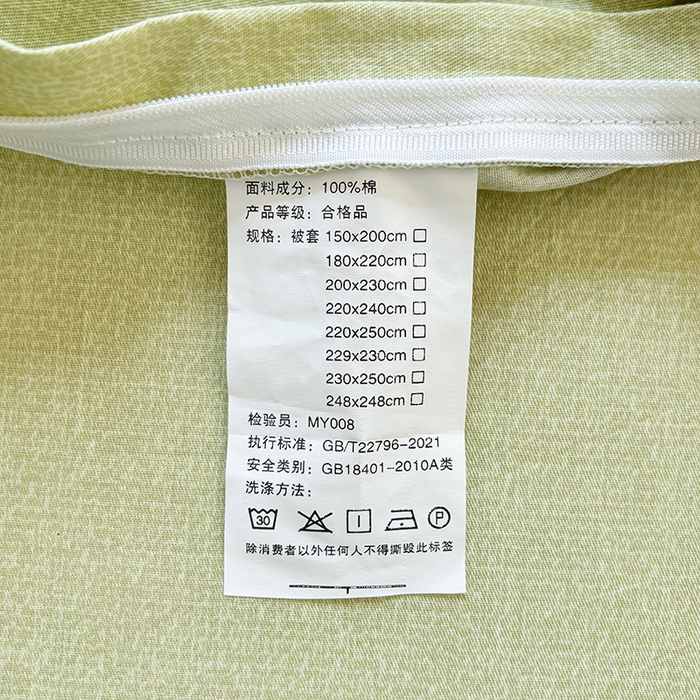 面料成分：100%棉
产品等级：合格品
规格：被套 150x200cm □
180x220cm □
200x230cm □
220x240cm □
220x250cm □
229x230cm □
230x250cm □
248x248cm □
检验员：MY008
执行标准：GB/T22796-2021
安全类别：GB18401-2010A类
洗涤方法：
30 P
除消费者以外任何人不得撕毁此标签